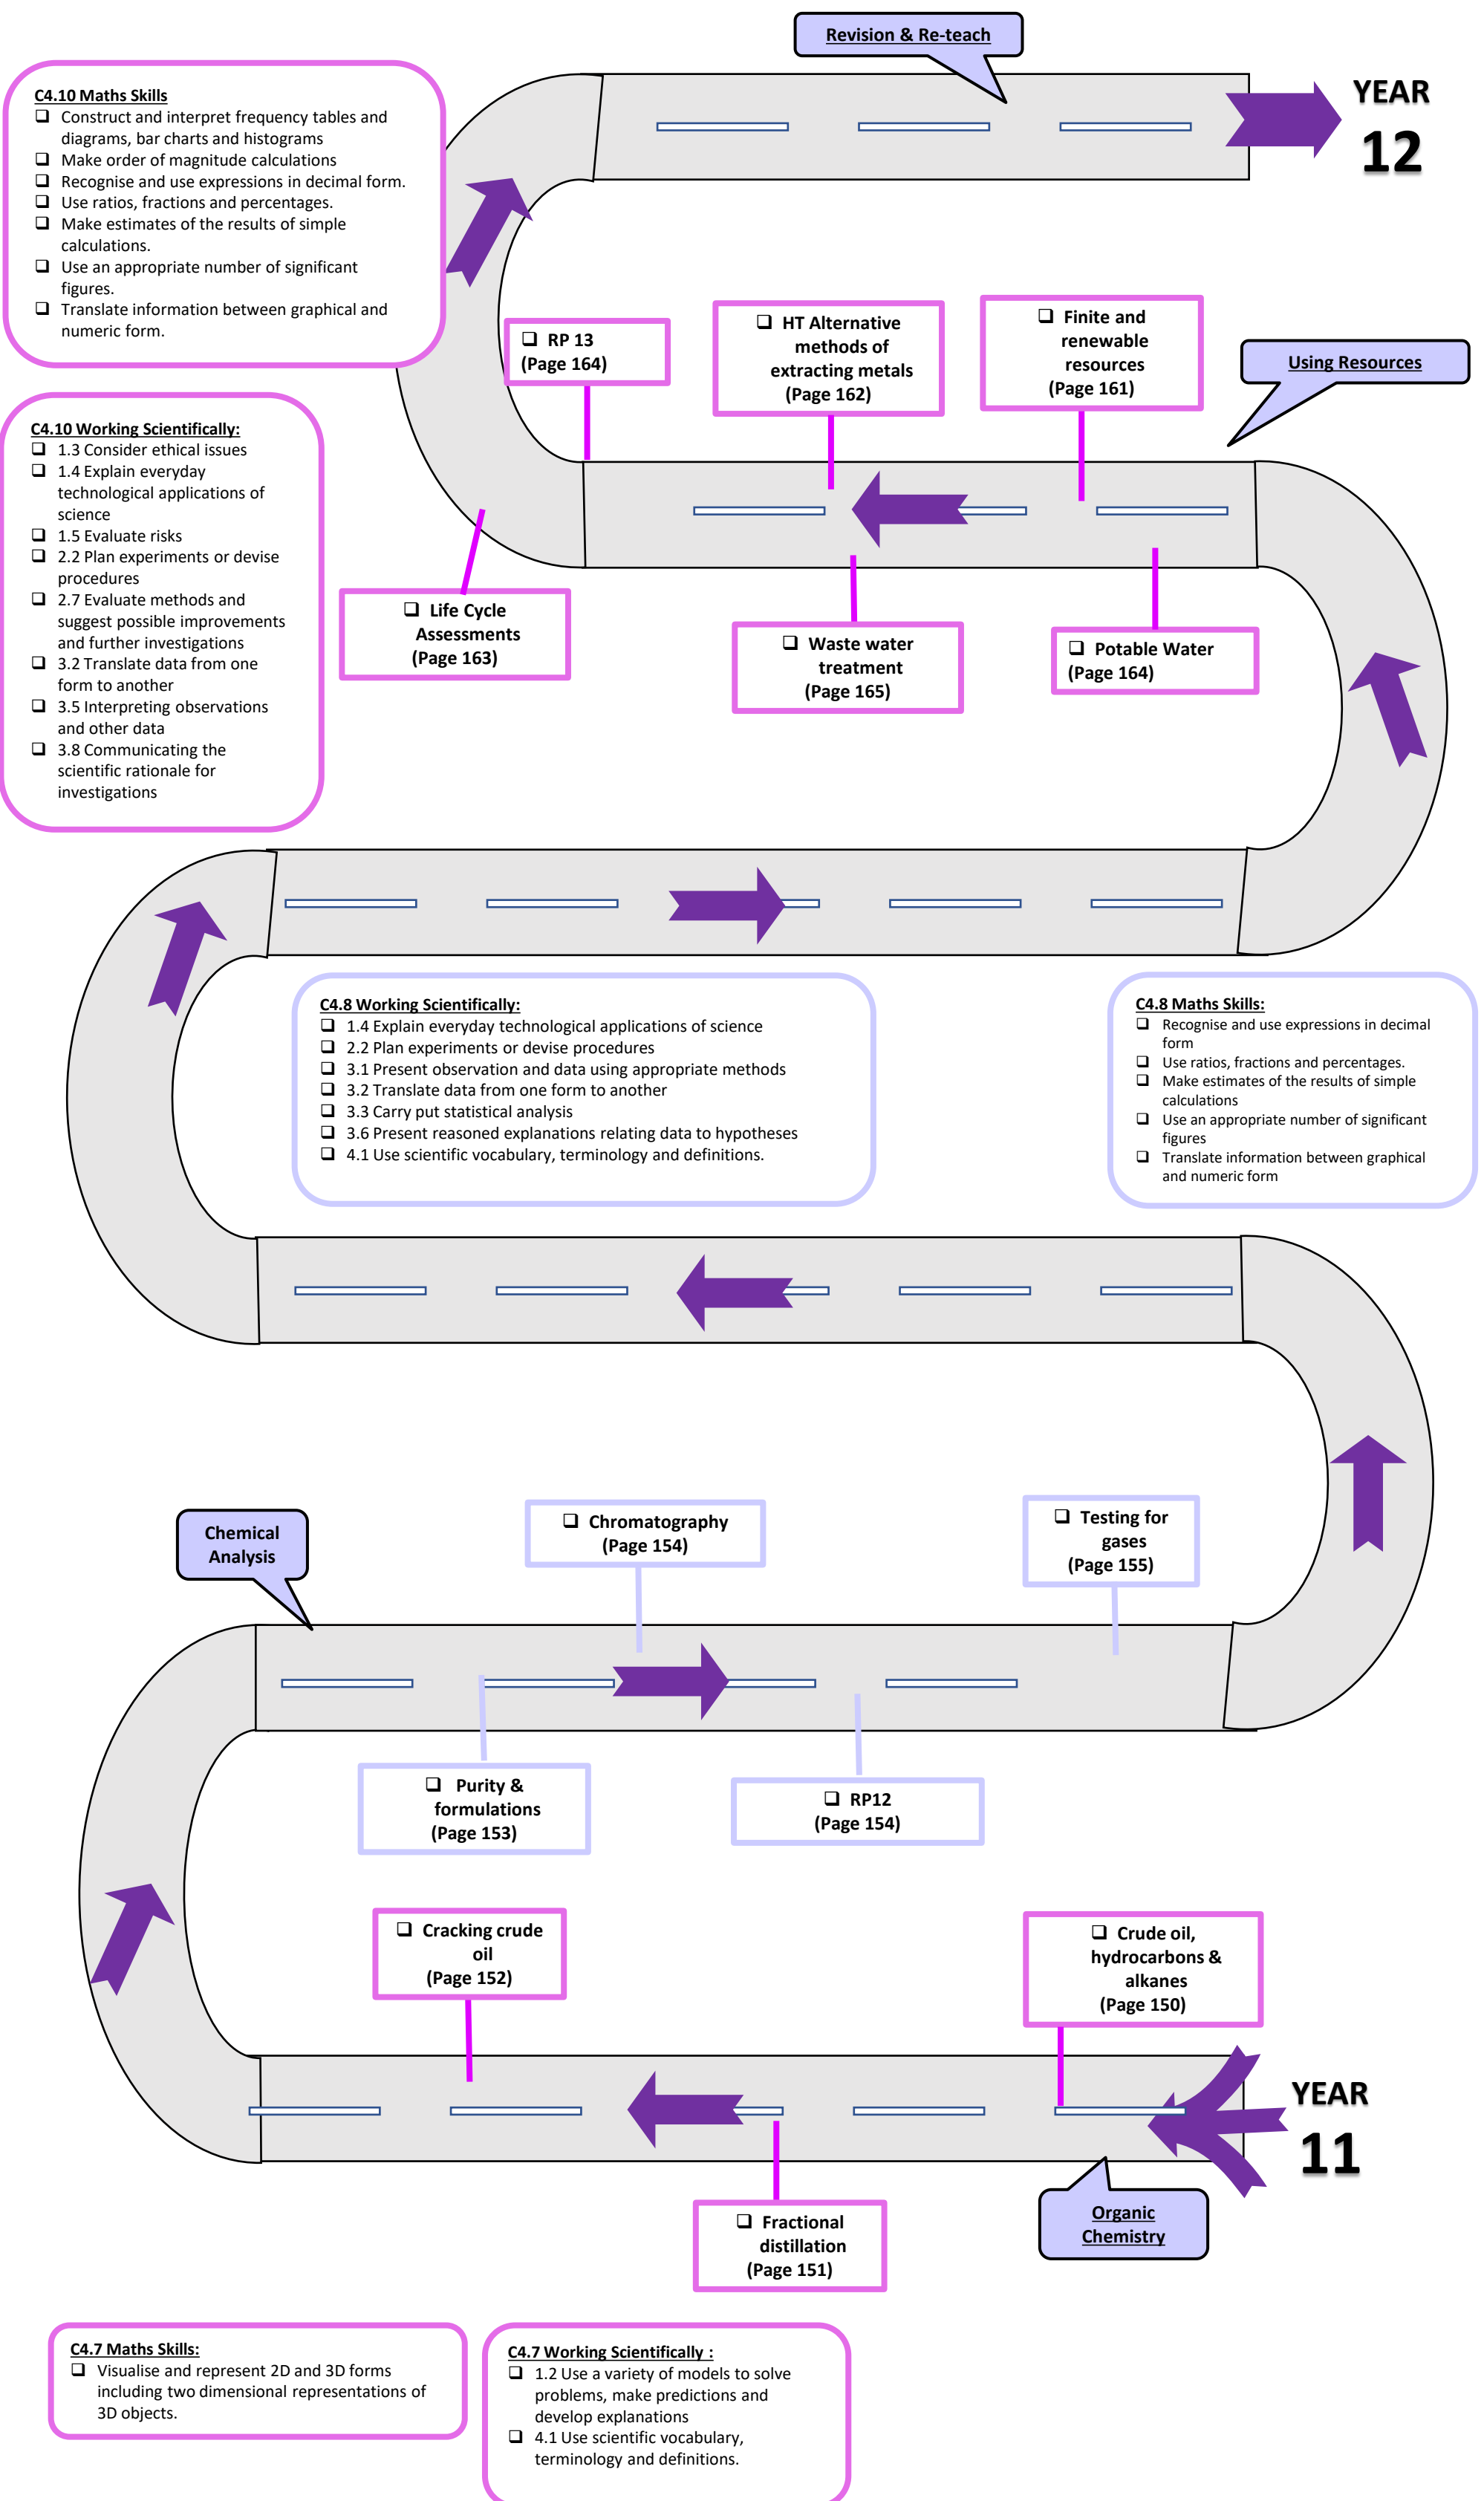 Revision & Re-teach
YEAR
12
C4.10 Maths Skills
❑ Construct and interpret frequency tables and
diagrams, bar charts and histograms
❑ Make order of magnitude calculations
❑ Recognise and use expressions in decimal form.
❑ Use ratios, fractions and percentages.
❑ Make estimates of the results of simple
calculations.
❑ Use an appropriate number of significant
figures.
❑ Translate information between graphical and
numeric form.
❑ RP 13
(Page 164)
❑ HT Alternative
methods of
extracting metals
(Page 162)
❑ Finite and
renewable
resources
(Page 161)
Using Resources
C4.10 Working Scientifically:
❑ 1.3 Consider ethical issues
❑ 1.4 Explain everyday
technological applications of
science
❑ 1.5 Evaluate risks
❑ 2.2 Plan experiments or devise
procedures
❑ 2.7 Evaluate methods and
suggest possible improvements
and further investigations
❑ 3.2 Translate data from one
form to another
❑ 3.5 Interpreting observations
and other data
❑ 3.8 Communicating the
scientific rationale for
investigations
❑ Life Cycle
Assessments
(Page 163)
❑ Waste water
treatment
(Page 165)
❑ Potable Water
(Page 164)
C4.8 Working Scientifically:
❑ 1.4 Explain everyday technological applications of science
❑ 2.2 Plan experiments or devise procedures
❑ 3.1 Present observation and data using appropriate methods
❑ 3.2 Translate data from one form to another
❑ 3.3 Carry put statistical analysis
❑ 3.6 Present reasoned explanations relating data to hypotheses
❑ 4.1 Use scientific vocabulary, terminology and definitions.
C4.8 Maths Skills:
❑ Recognise and use expressions in decimal
form
❑ Use ratios, fractions and percentages.
❑ Make estimates of the results of simple
calculations
❑ Use an appropriate number of significant
figures
❑ Translate information between graphical
and numeric form
Chemical
Analysis
❑ Chromatography
(Page 154)
❑ Testing for
gases
(Page 155)
❑ Purity &
formulations
(Page 153)
❑ RP12
(Page 154)
❑ Cracking crude
oil
(Page 152)
❑ Crude oil,
hydrocarbons &
alkanes
(Page 150)
YEAR
11
❑ Fractional
distillation
(Page 151)
Organic
Chemistry
C4.7 Maths Skills:
❑ Visualise and represent 2D and 3D forms
including two dimensional representations of
3D objects.
C4.7 Working Scientifically :
❑ 1.2 Use a variety of models to solve
problems, make predictions and
develop explanations
❑ 4.1 Use scientific vocabulary,
terminology and definitions.